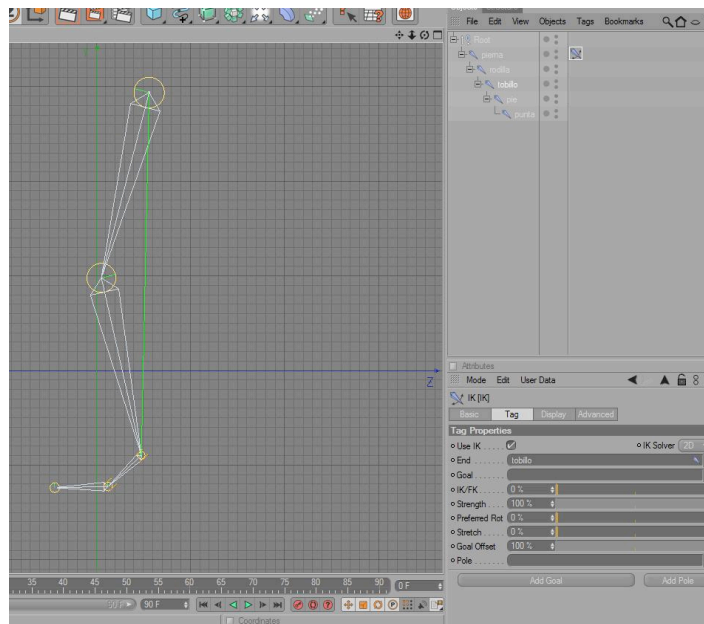 File Edit View Objects Tags Bookmarks
Root
pierna
rodilla
tobillo
pie
punta
Z
Attributes
Mode Edit User Data
IK [IK]
Basic Tag Display Advanced
Tag Properties
Use IK
IK Solver 2D
End tobillo
Goal
IK/FK 0 %
Strength 100 %
Preferred Rot 0 %
Stretch 0 %
Goal Offset 100 %
Pole
Add Goal Add Pole
35 40 45 50 55 60 65 70 75 80 85 90 0 F
90 F 90 F
Coordinates